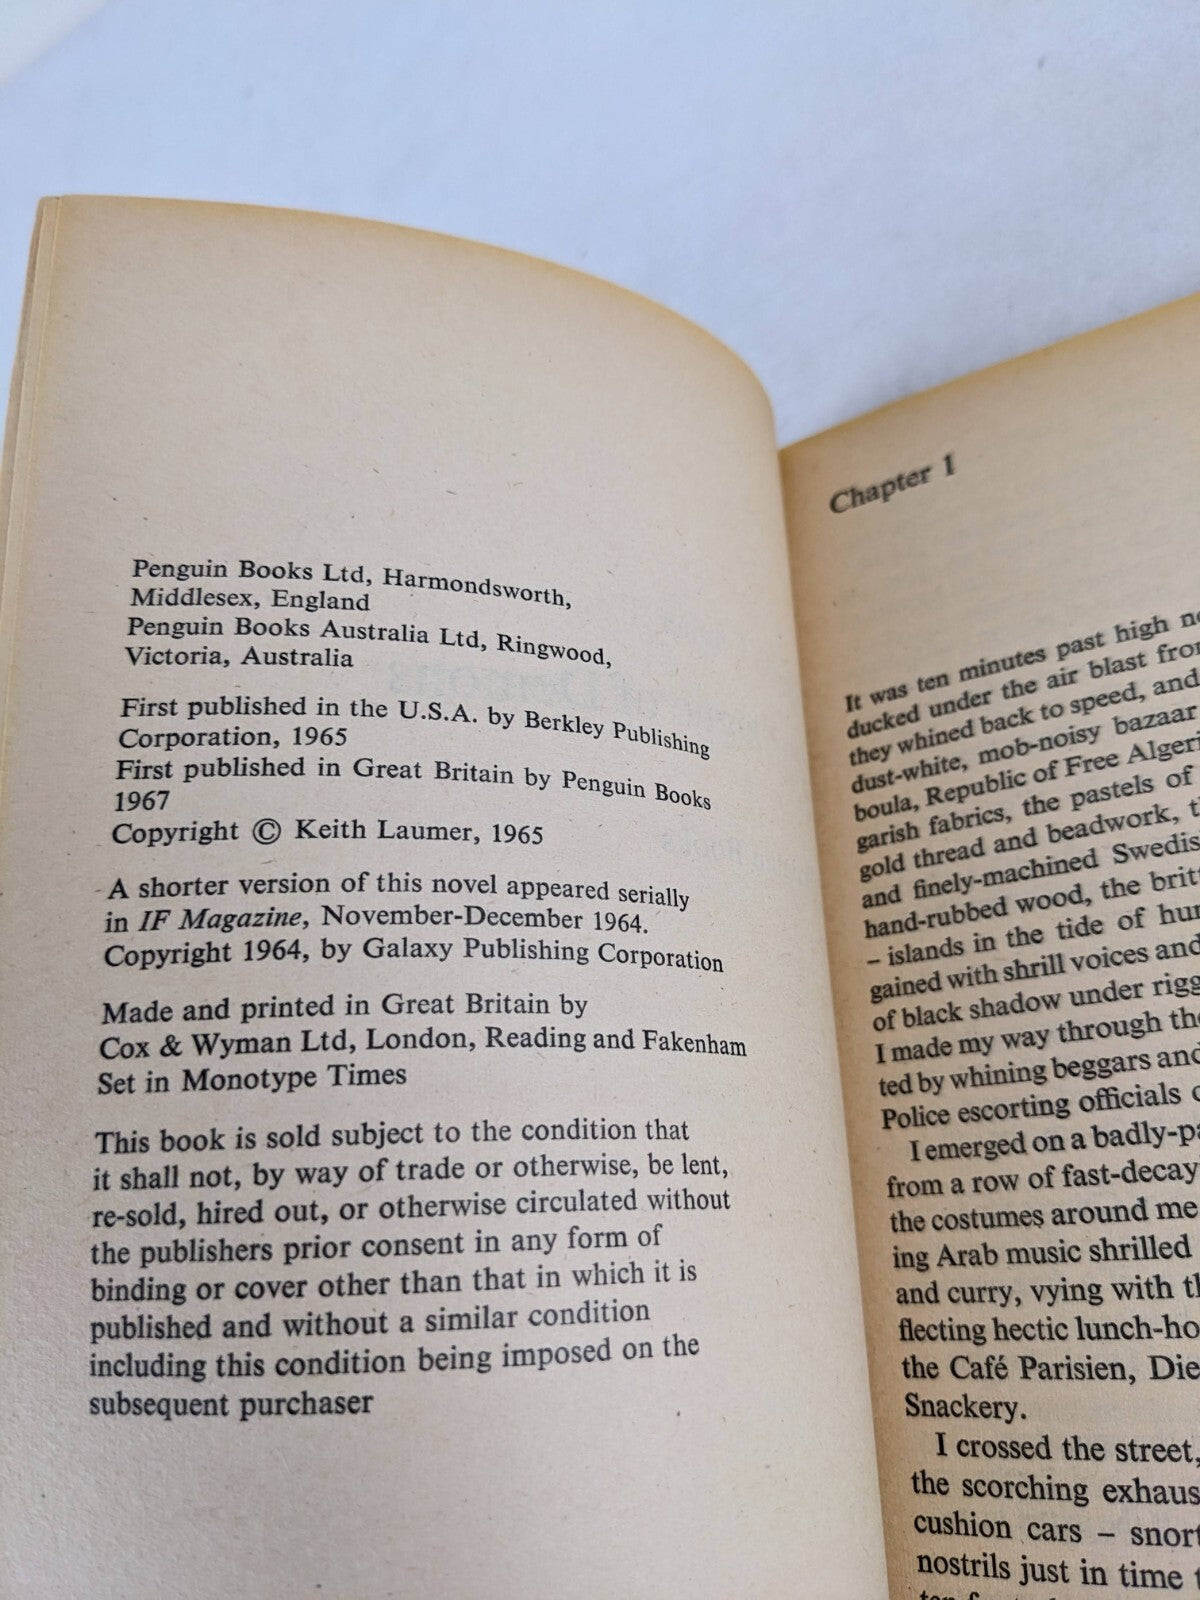 Penguin Books Ltd, Harmondsworth,
Middlesex, England
Penguin Books Australia Ltd, Ringwood,
Victoria, Australia
First published in the U.S.A. by Berkley Publishing
Corporation, 1965
First published in Great Britain by Penguin Books
1967
Copyright © Keith Laumer, 1965
A shorter version of this novel appeared serially
in IF Magazine, November-December 1964.
Copyright 1964, by Galaxy Publishing Corporation
Made and printed in Great Britain by
Cox & Wyman Ltd, London, Reading and Fakenham
Set in Monotype Times
This book is sold subject to the condition that
it shall not, by way of trade or otherwise, be lent,
re-sold, hired out, or otherwise circulated without
the publishers prior consent in any form of
binding or cover other than that in which it is
published and without a similar condition
including this condition being imposed on the
subsequent purchaser
Chapter 1
It was ten minutes past high
ducked under the air blast
they whined back to speed, and
dust-white, mob-noisy bazaar
boula, Republic of Free
garish fabrics, the pastels of
gold thread and beadwork,
and finely-machined
hand-rubbed wood, the
– islands in the tide of
gained with shrill voices and
of black shadow under
I made my way through
ted by whining beggars and
Police escorting officials
I emerged on a
from a row of
the costumes around me
ing Arab music shrilled
and curry, vying with
flecting hectic
the Café Parisien,
Snackery.
I crossed the street,
the scorching
cushion cars –
nostrils just in time